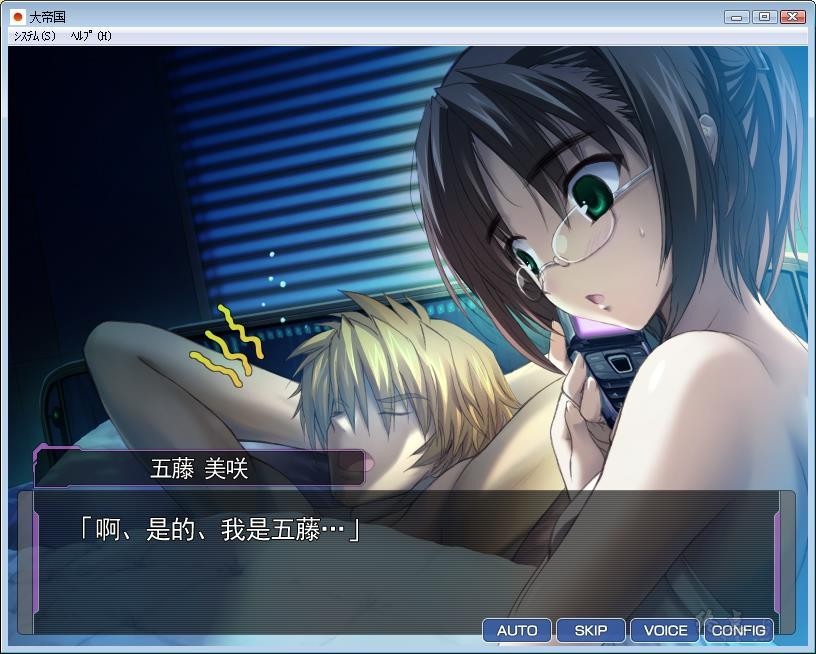 大帝国
ｼｽﾃﾑ(S) ﾍﾙﾌﾟ(H)
五藤 美咲
「啊、是的、我是五藤…」
AUTO SKIP VOICE CONFIG